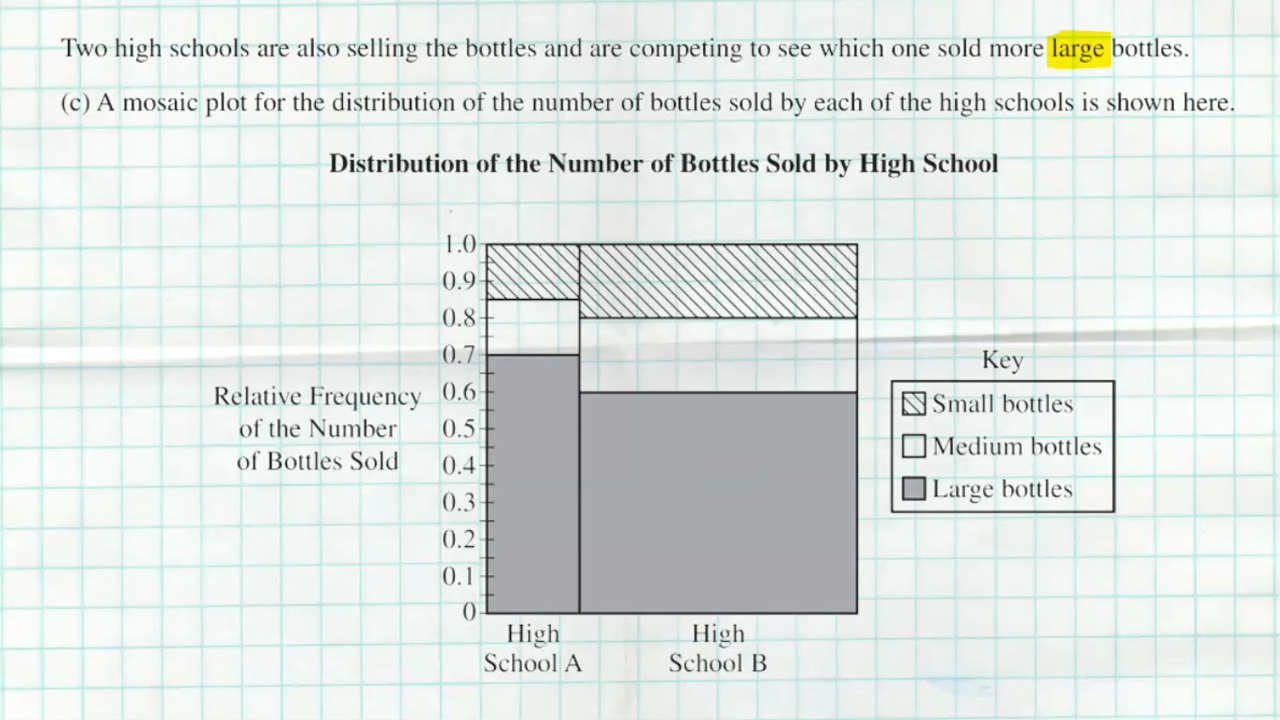 Two high schools are also selling the bottles and are competing to see which one sold more large bottles.
(c) A mosaic plot for the distribution of the number of bottles sold by each of the high schools is shown here.
Distribution of the Number of Bottles Sold by High School
1.0
0.9
0.8
0.7
0.6
0.5
0.4
0.3
0.2
0.1
0
Relative Frequency
of the Number
of Bottles Sold
High
School A
High
School B
Key
Small bottles
Medium bottles
Large bottles